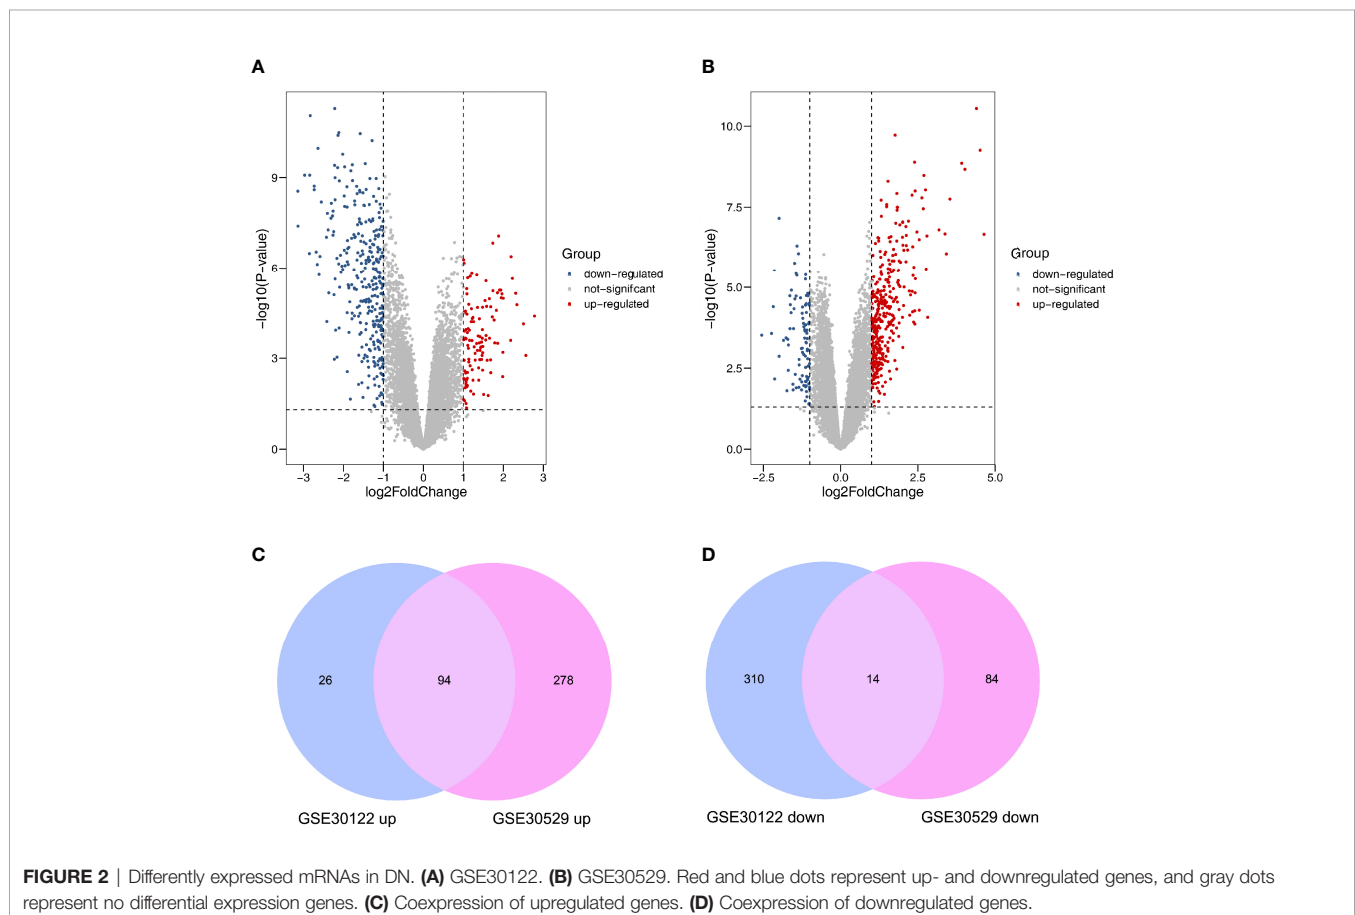 A
B
9
6
3
0
−log10(P−value)
−3 −2 −1 0 1 2 3
log2FoldChange
Group
down−regulated
not−signifcant
up−regulated
10.0
7.5
5.0
2.5
0.0
−log10(P−value)
−2.5 0.0 2.5 5.0
log2FoldChange
Group
down−regulated
not−signifcant
up−regulated
C
D
26 94 278
GSE30122 up GSE30529 up
310 14 84
GSE30122 down GSE30529 down
FIGURE 2 | Differently expressed mRNAs in DN. (A) GSE30122. (B) GSE30529. Red and blue dots represent up- and downregulated genes, and gray dots
represent no differential expression genes. (C) Coexpression of upregulated genes. (D) Coexpression of downregulated genes.